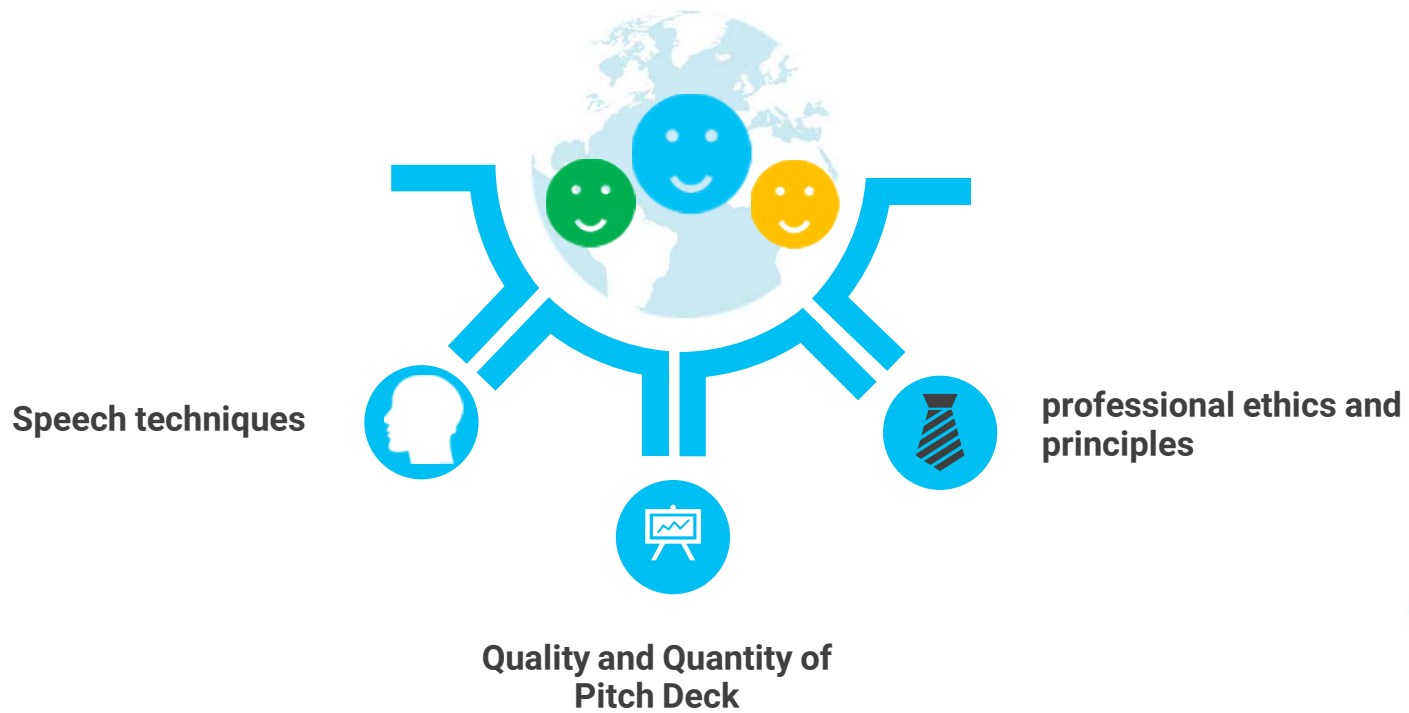 Speech techniques
professional ethics and
principles
Quality and Quantity of
Pitch Deck